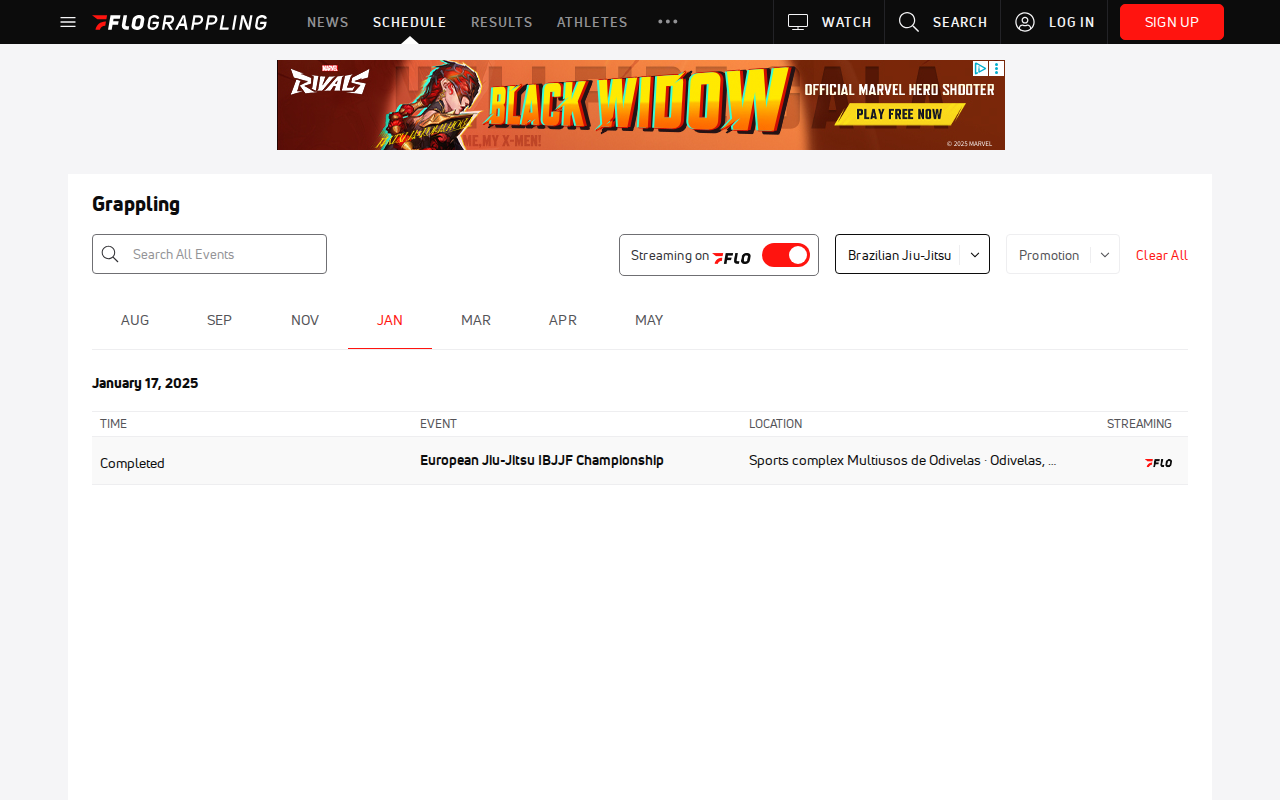 FLOGRAPPLING
NEWS
SCHEDULE
RESULTS
ATHLETES
WATCH
SEARCH
LOG IN
SIGN UP
MARVEL
RIVALS
BLACK WIDOW
ME, MY X-MEN!
OFFICIAL MARVEL HERO SHOOTER
PLAY FREE NOW
© 2025 MARVEL
Grappling
Search All Events
Streaming on FLO
Brazilian Jiu-Jitsu
Promotion
Clear All
AUG
SEP
NOV
JAN
MAR
APR
MAY
January 17, 2025
TIME
EVENT
LOCATION
STREAMING
Completed
European Jiu-Jitsu IBJJF Championship
Sports complex Multiusos de Odivelas · Odivelas, ...
FLO